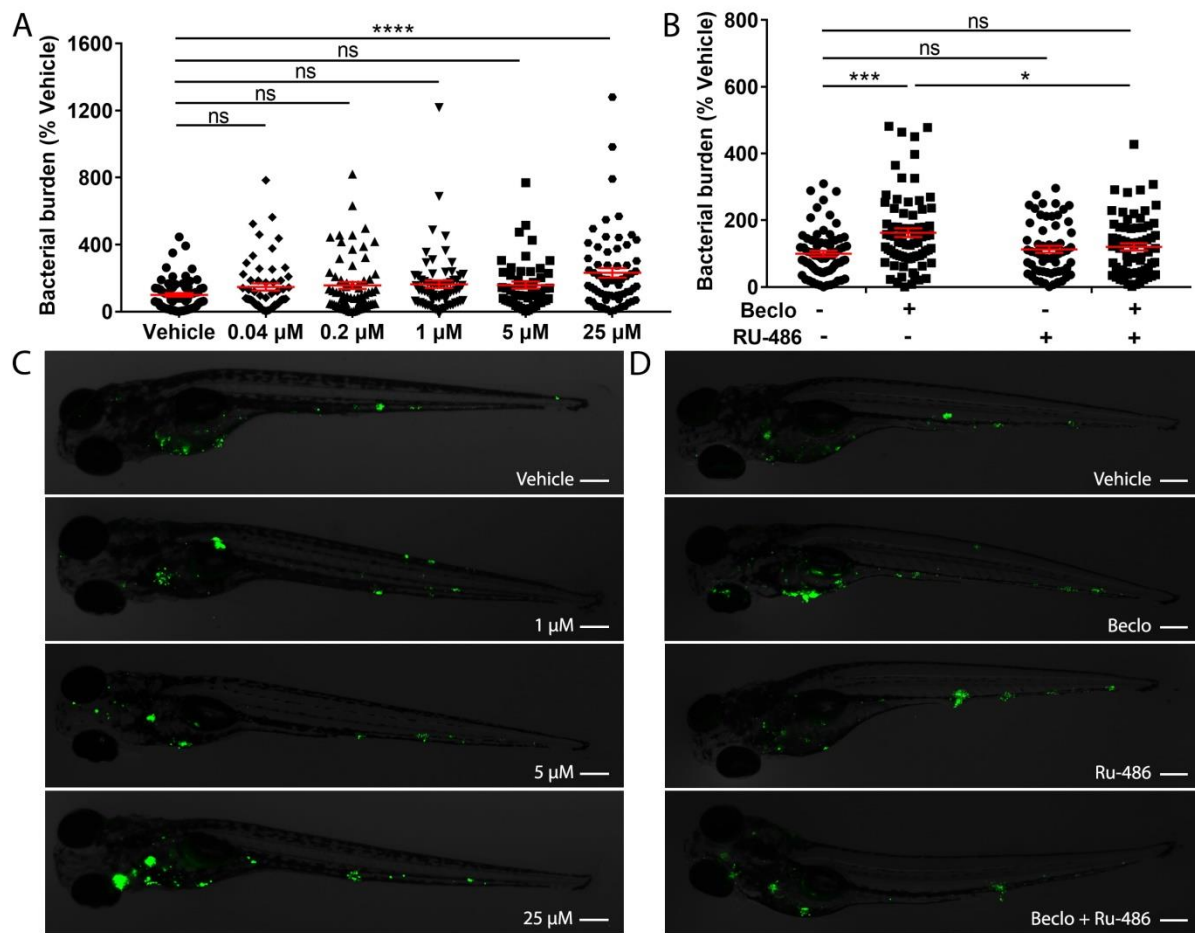 A
Bacterial burden (% Vehicle)
1600
1200
800
400
0
****
ns
ns
ns
ns
Vehicle 0.04 μM 0.2 μM 1 μM 5 μM 25 μM
B
Bacterial burden (% Vehicle)
800
600
400
200
0
ns
ns
*** *
Beclo - + - +
RU-486 - - + +
C
Vehicle
1 μM
5 μM
25 μM
D
Vehicle
Beclo
Ru-486
Beclo + Ru-486